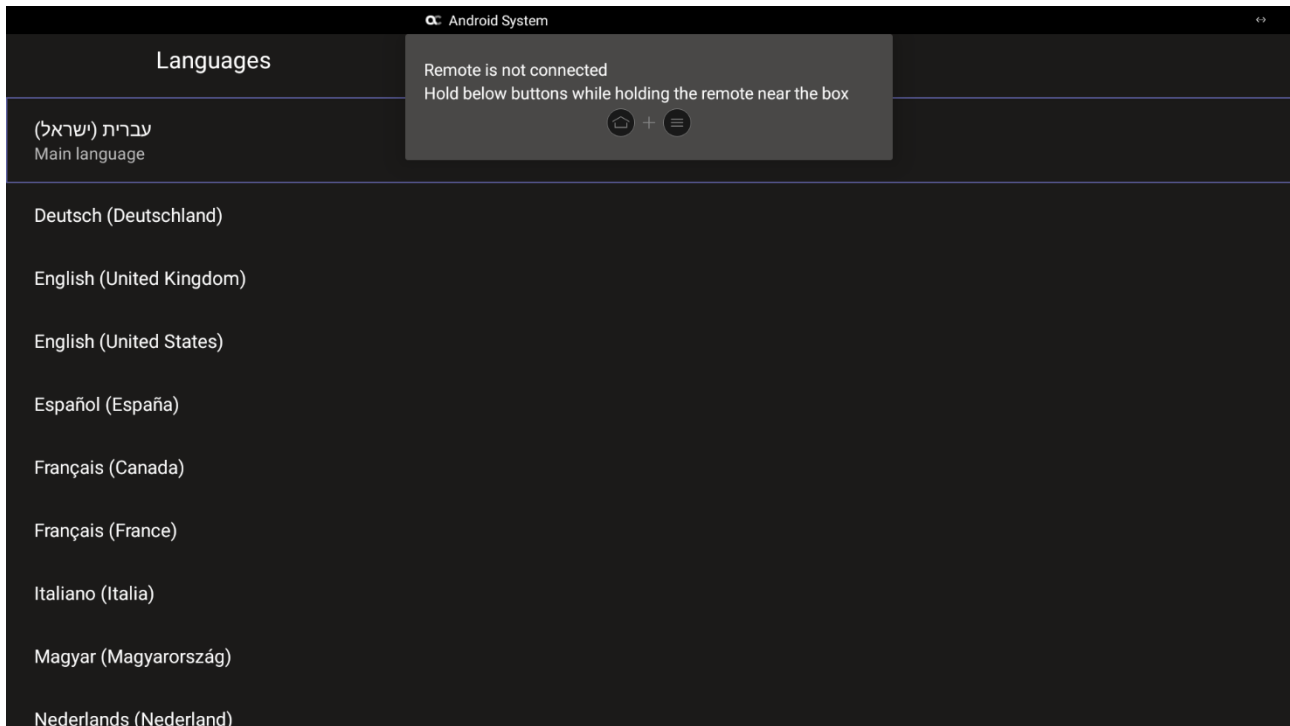 Android System
Languages
Remote is not connected
Hold below buttons while holding the remote near the box
עברית (ישראל)
Main language
Deutsch (Deutschland)
English (United Kingdom)
English (United States)
Español (España)
Français (Canada)
Français (France)
Italiano (Italia)
Magyar (Magyarország)
Nederlands (Nederland)